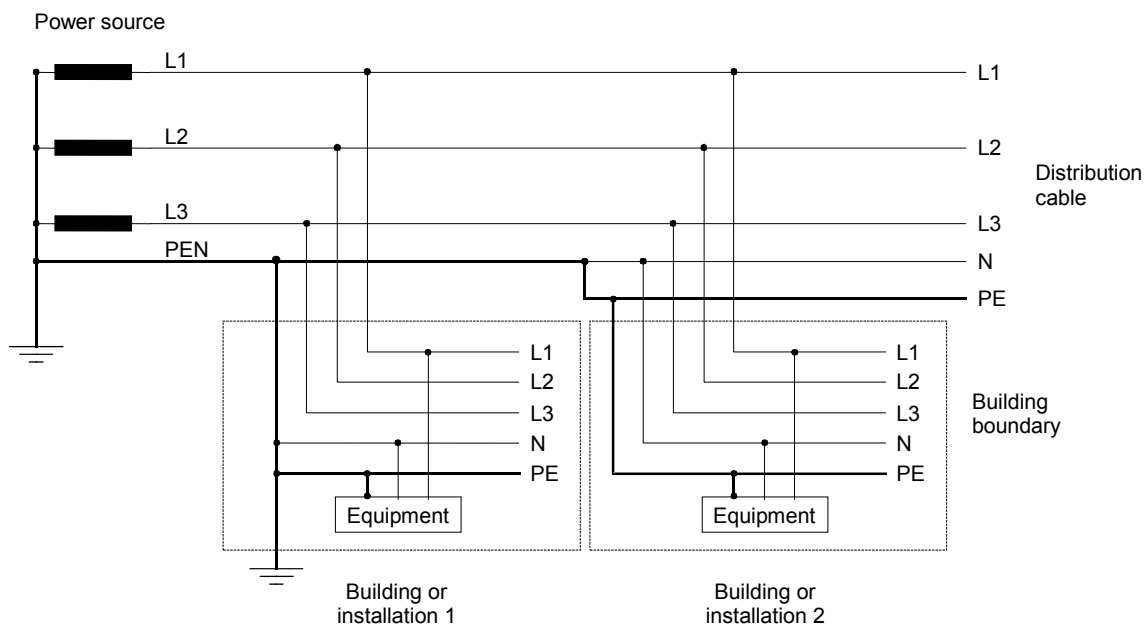 Power source
L1
L1
L2
L2
Distribution
cable
L3
L3
PEN
N
PE
L1
L2
L3
N
PE
Equipment
L1
L2
L3
N
PE
Equipment
Building
boundary
Building or
installation 1
Building or
installation 2